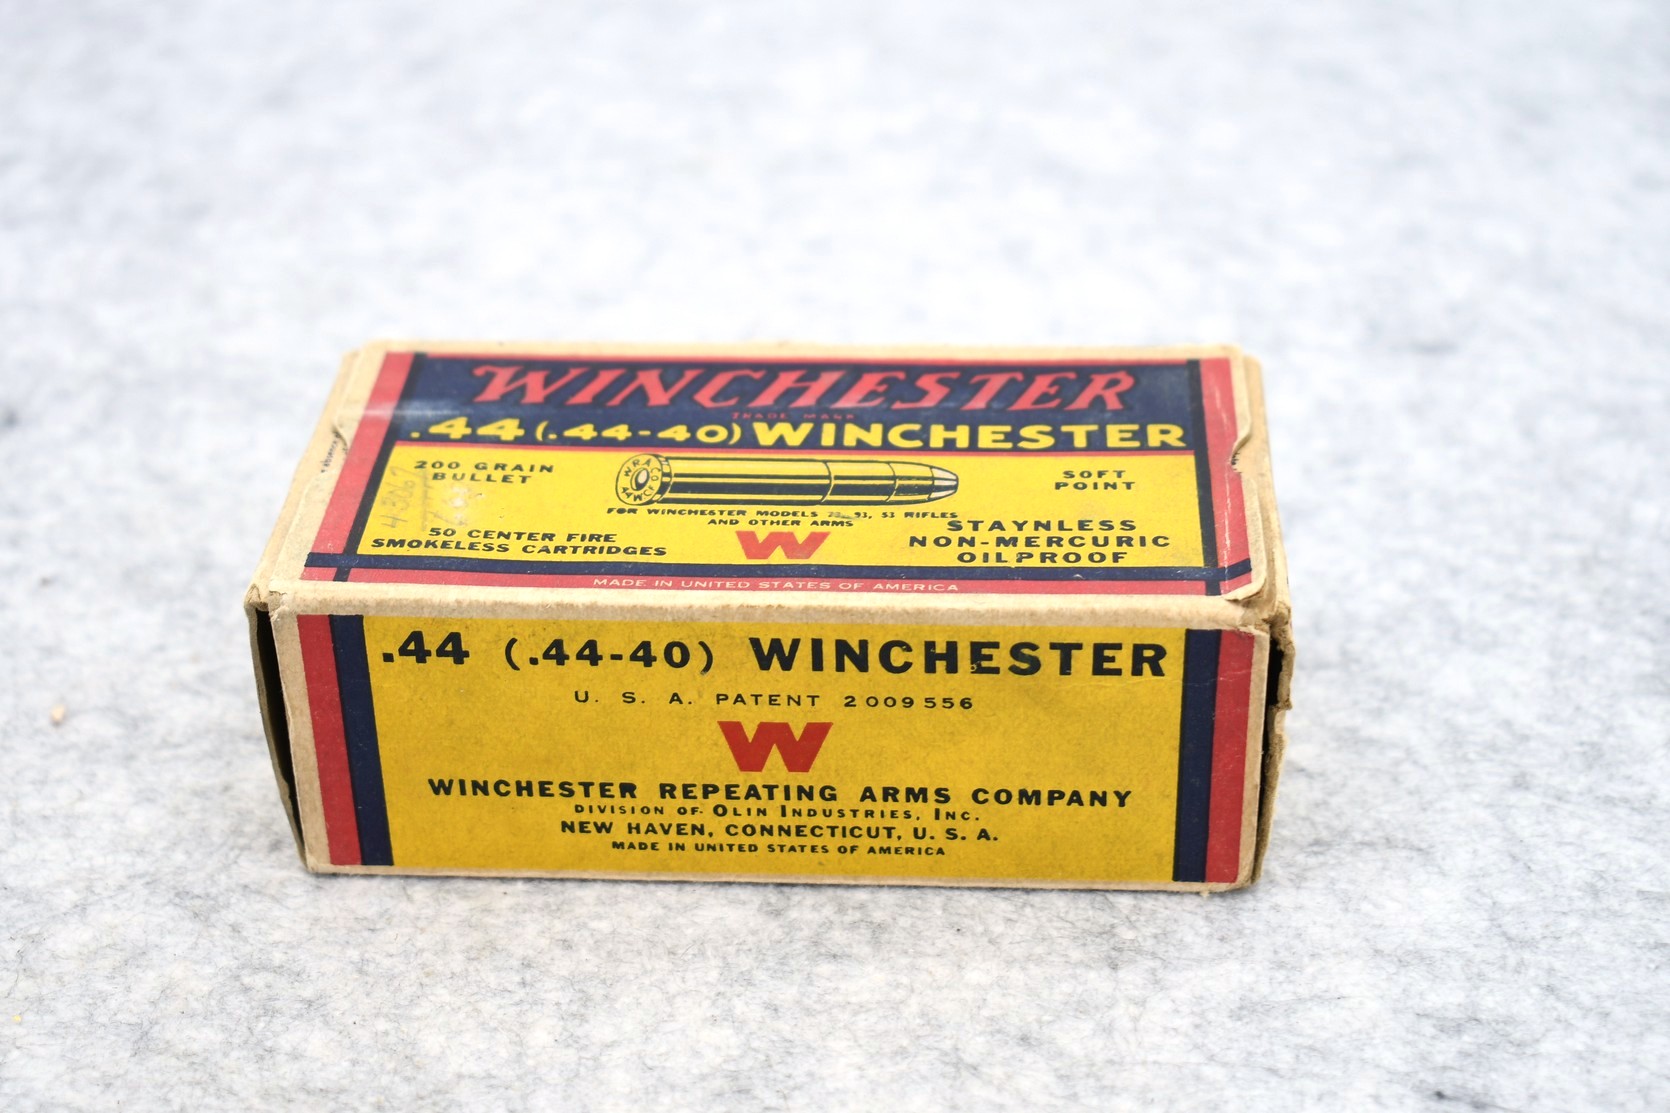 WINCHESTER
TRADE MARK
.44 (.44-40) WINCHESTER
200 GRAIN
BULLET
SOFT
POINT
FOR WINCHESTER MODELS 53 RIFLES
AND OTHER ARMS
50 CENTER FIRE
SMOKELESS CARTRIDGES
W
STAYNLESS
NON-MERCURIC
OILPROOF
MADE IN UNITED STATES OF AMERICA
.44 (.44-40) WINCHESTER
U. S. A. PATENT 2009556
W
WINCHESTER REPEATING ARMS COMPANY
DIVISION OF OLIN INDUSTRIES, INC.
NEW HAVEN, CONNECTICUT, U. S. A.
MADE IN UNITED STATES OF AMERICA